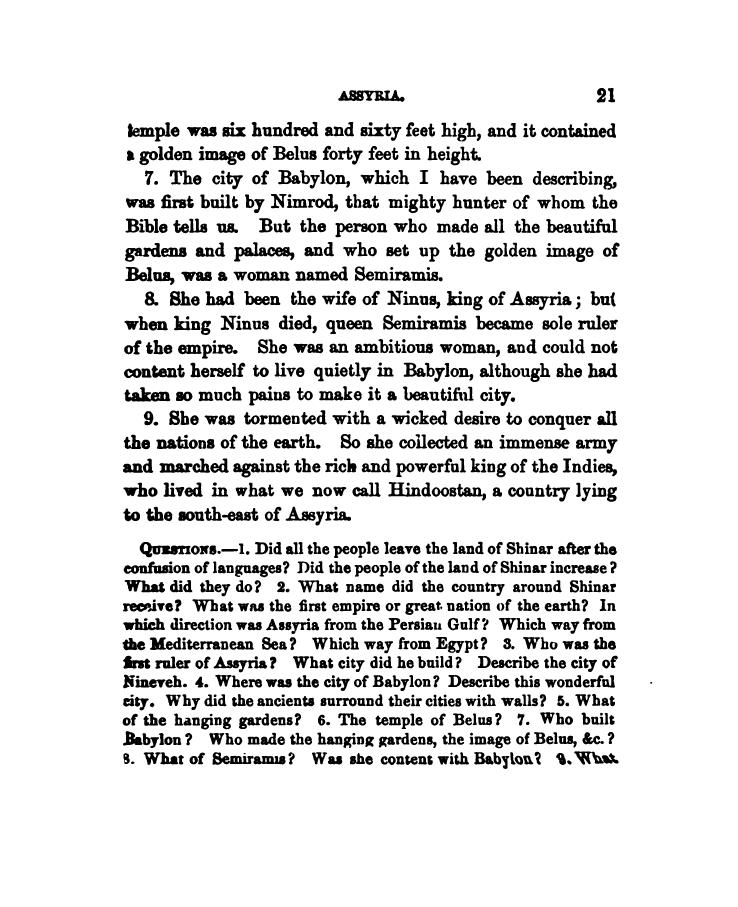 ASSYRIA. 21
temple was six hundred and sixty feet high, and it contained
a golden image of Belus forty feet in height.
7. The city of Babylon, which I have been describing,
was first built by Nimrod, that mighty hunter of whom the
Bible tells us. But the person who made all the beautiful
gardens and palaces, and who set up the golden image of
Belus, was a woman named Semiramis.
8. She had been the wife of Ninus, king of Assyria; but
when king Ninus died, queen Semiramis became sole ruler
of the empire. She was an ambitious woman, and could not
content herself to live quietly in Babylon, although she had
taken so much pains to make it a beautiful city.
9. She was tormented with a wicked desire to conquer all
the nations of the earth. So she collected an immense army
and marched against the rich and powerful king of the Indies,
who lived in what we now call Hindoostan, a country lying
to the south-east of Assyria.
QUESTIONS.—1. Did all the people leave the land of Shinar after the
confusion of languages? Did the people of the land of Shinar increase?
What did they do? 2. What name did the country around Shinar
receive? What was the first empire or great nation of the earth? In
which direction was Assyria from the Persian Gulf? Which way from
the Mediterranean Sea? Which way from Egypt? 3. Who was the
first ruler of Assyria? What city did he build? Describe the city of
Nineveh. 4. Where was the city of Babylon? Describe this wonderful
city. Why did the ancients surround their cities with walls? 5. What
of the hanging gardens? 6. The temple of Belus? 7. Who built
Babylon? Who made the hanging gardens, the image of Belus, &c.?
8. What of Semiramis? Was she content with Babylon? 9. What